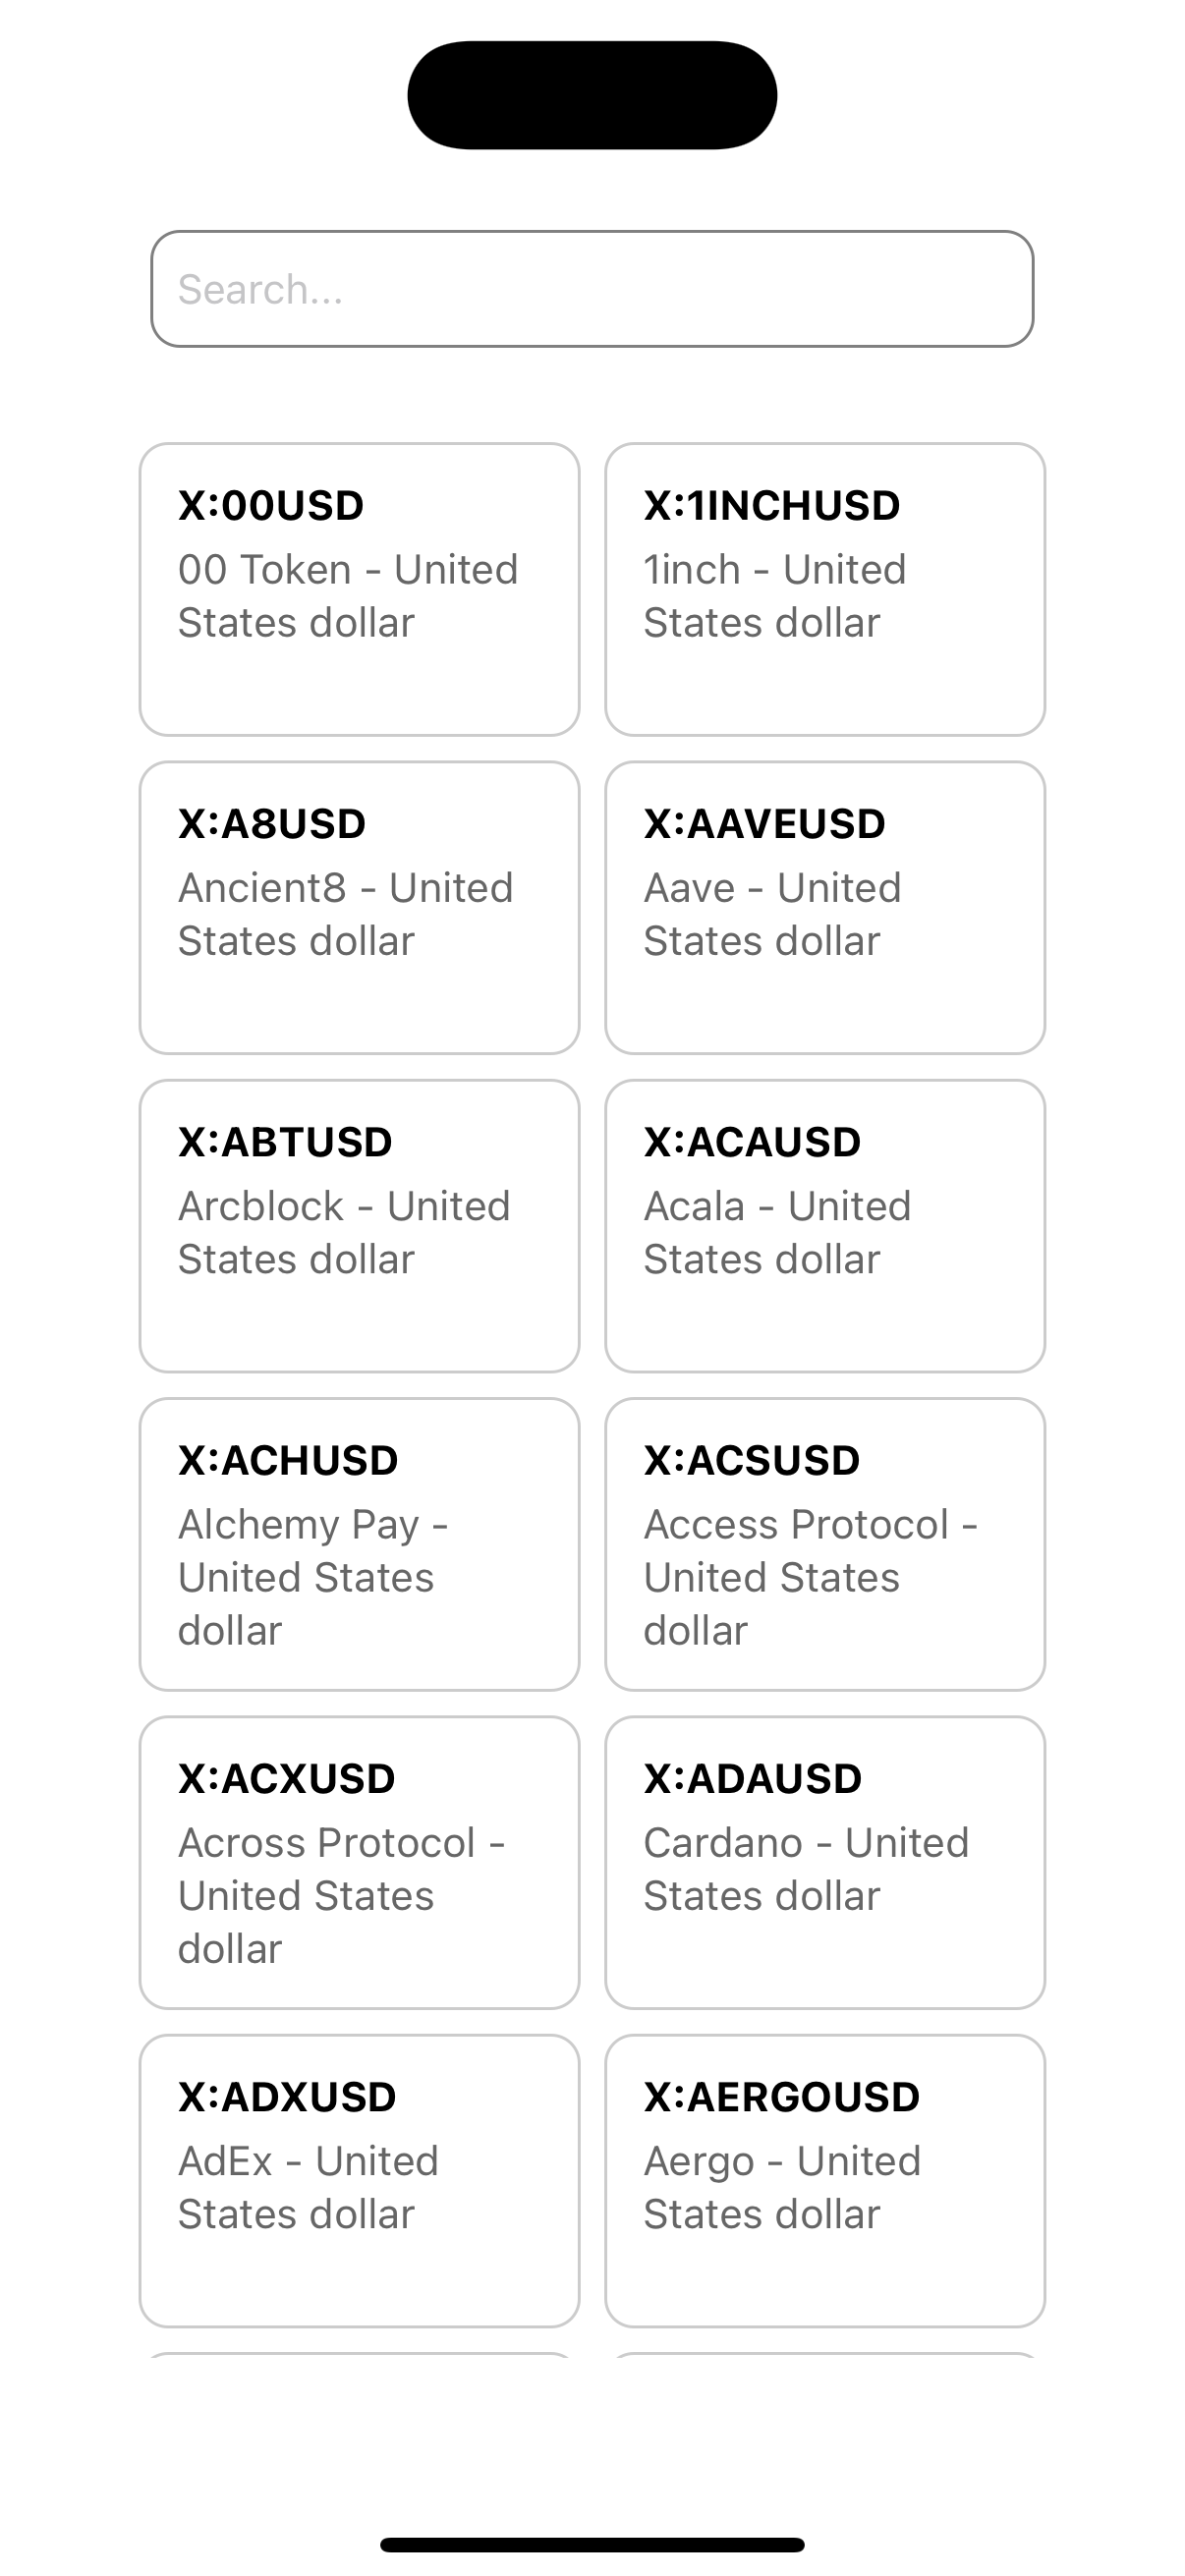 Search...
X:00USD
00 Token - United
States dollar
X:1INCHUSD
1inch - United
States dollar
X:A8USD
Ancient8 - United
States dollar
X:AAVEUSD
Aave - United
States dollar
X:ABTUSD
Arcblock - United
States dollar
X:ACAUSD
Acala - United
States dollar
X:ACHUSD
Alchemy Pay -
United States
dollar
X:ACSUSD
Access Protocol -
United States
dollar
X:ACXUSD
Across Protocol -
United States
dollar
X:ADAUSD
Cardano - United
States dollar
X:ADXUSD
AdEx - United
States dollar
X:AERGOUSD
Aergo - United
States dollar